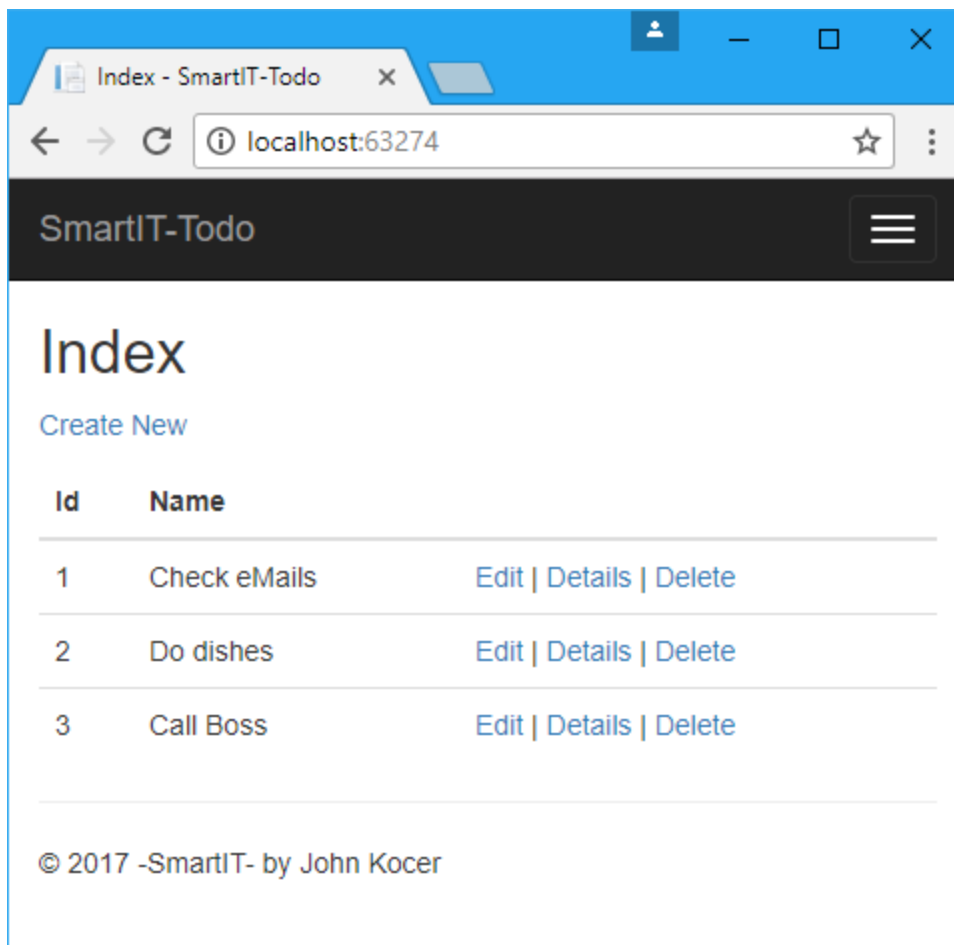 Index - SmartIT-Todo
localhost:63274
SmartIT-Todo
Index
Create New
Id Name
1 Check eMails Edit | Details | Delete
2 Do dishes Edit | Details | Delete
3 Call Boss Edit | Details | Delete
© 2017 -SmartIT- by John Kocer